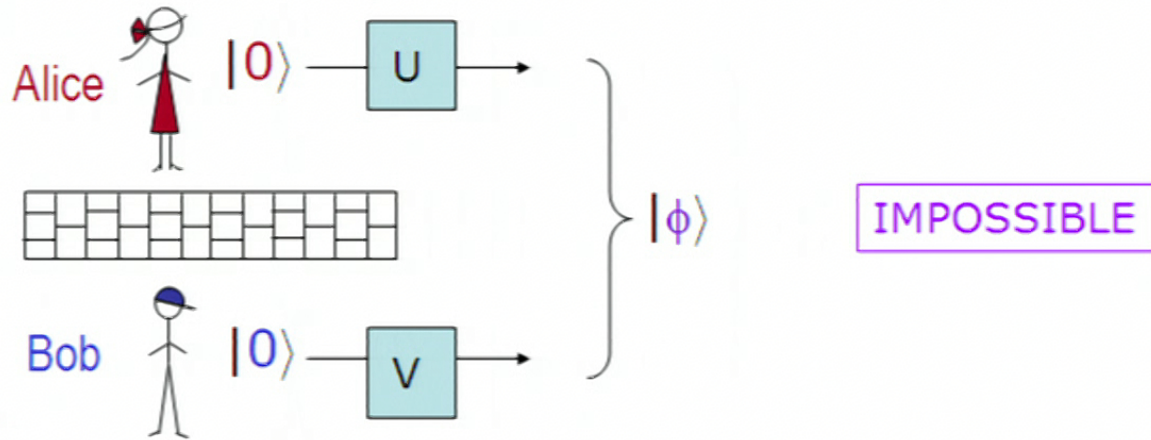 Alice |0⟩ U
|ϕ⟩ IMPOSSIBLE
Bob |0⟩ V